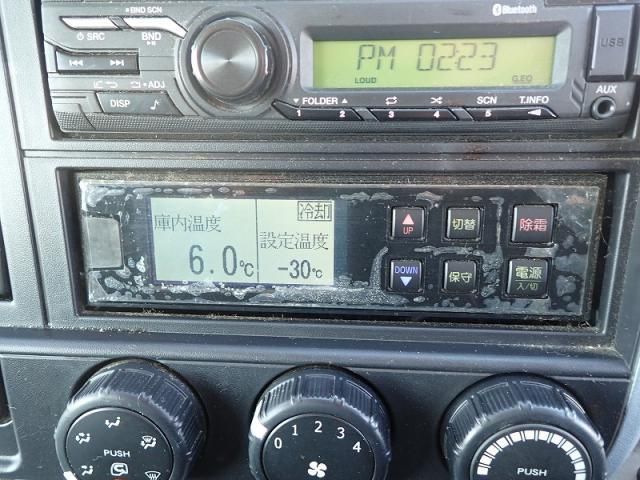 • BND SCN
Bluetooth
SRC
BND
PM 02:23
LOUD
G.EQ
USB
• ADJ
DISP
FOLDER
SCN
T.INFO
AUX
1 2 3 4 5
庫内温度
6.0℃
冷却
設定温度
-30℃
UP
切替
除霜
DOWN
保守
電源
入/切
PUSH
0 1 2 3 4
PUSH